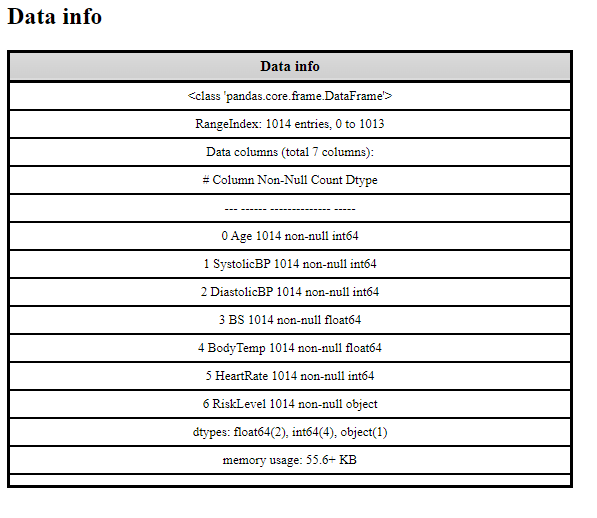 Data info
Data info
<class 'pandas.core.frame.DataFrame'>
RangeIndex: 1014 entries, 0 to 1013
Data columns (total 7 columns):
# Column Non-Null Count Dtype
--- ------ -------------- -----
0 Age 1014 non-null int64
1 SystolicBP 1014 non-null int64
2 DiastolicBP 1014 non-null int64
3 BS 1014 non-null float64
4 BodyTemp 1014 non-null float64
5 HeartRate 1014 non-null int64
6 RiskLevel 1014 non-null object
dtypes: float64(2), int64(4), object(1)
memory usage: 55.6+ KB